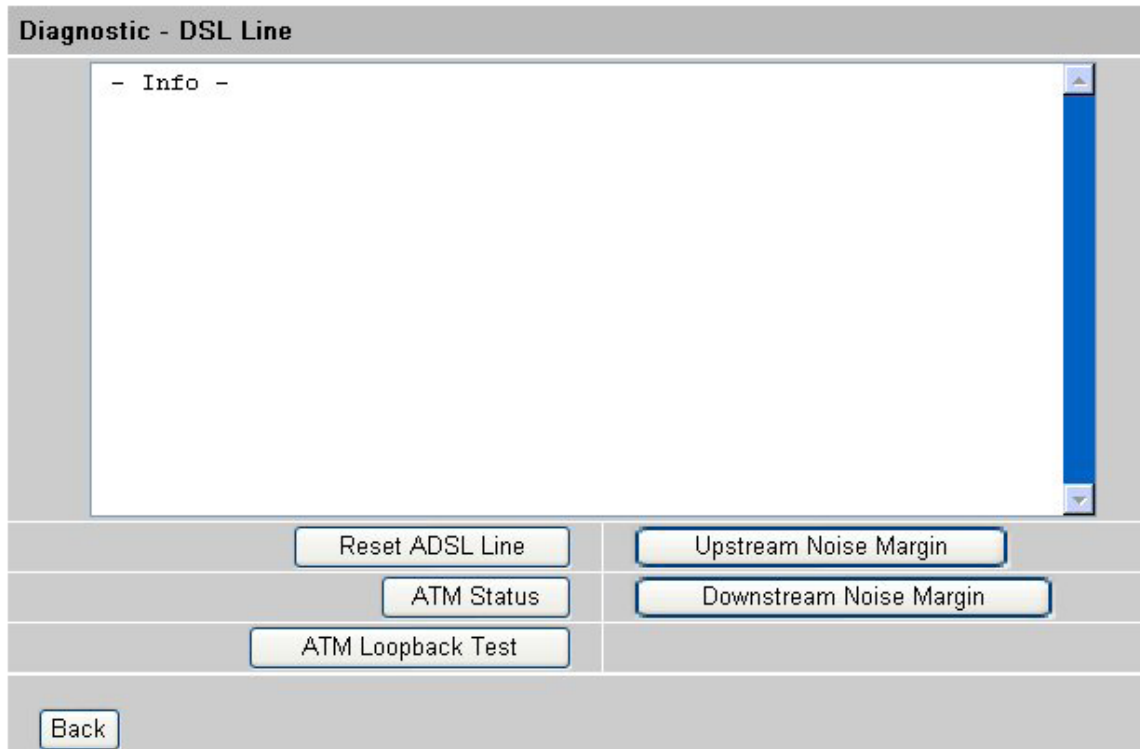 Diagnostic - DSL Line
- Info -
Reset ADSL Line
Upstream Noise Margin
ATM Status
Downstream Noise Margin
ATM Loopback Test
Back